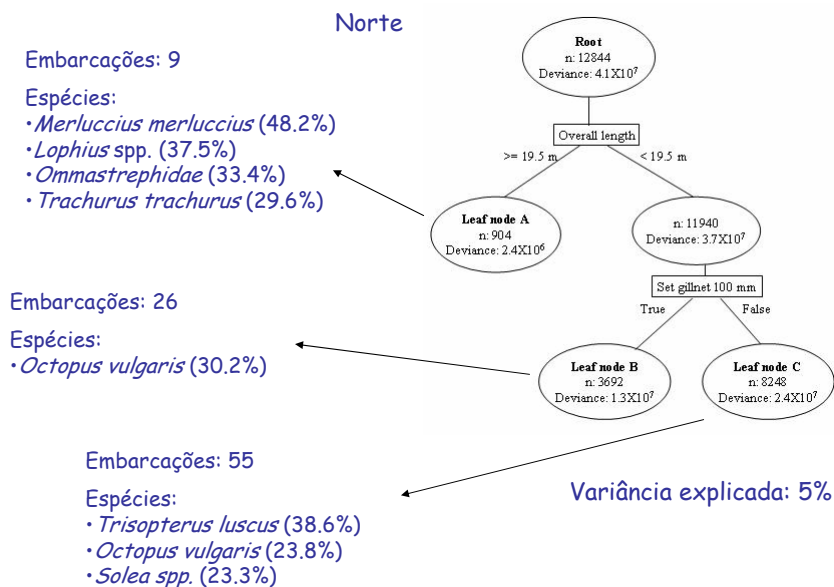 Norte
Embarcações: 9
Espécies:
•Merluccius merluccius (48.2%)
•Lophius spp. (37.5%)
•Ommastrephidae (33.4%)
•Trachurus trachurus (29.6%)
Root
n: 12844
Deviance: 4.1X10⁷
Overall length
>= 19.5 m
< 19.5 m
Leaf node A
n: 904
Deviance: 2.4X10⁶
n: 11940
Deviance: 3.7X10⁷
Set gillnet 100 mm
True
False
Embarcações: 26
Espécies:
•Octopus vulgaris (30.2%)
Leaf node B
n: 3692
Deviance: 1.3X10⁷
Leaf node C
n: 8248
Deviance: 2.4X10⁷
Embarcações: 55
Espécies:
•Trisopterus luscus (38.6%)
•Octopus vulgaris (23.8%)
•Solea spp. (23.3%)
Variância explicada: 5%